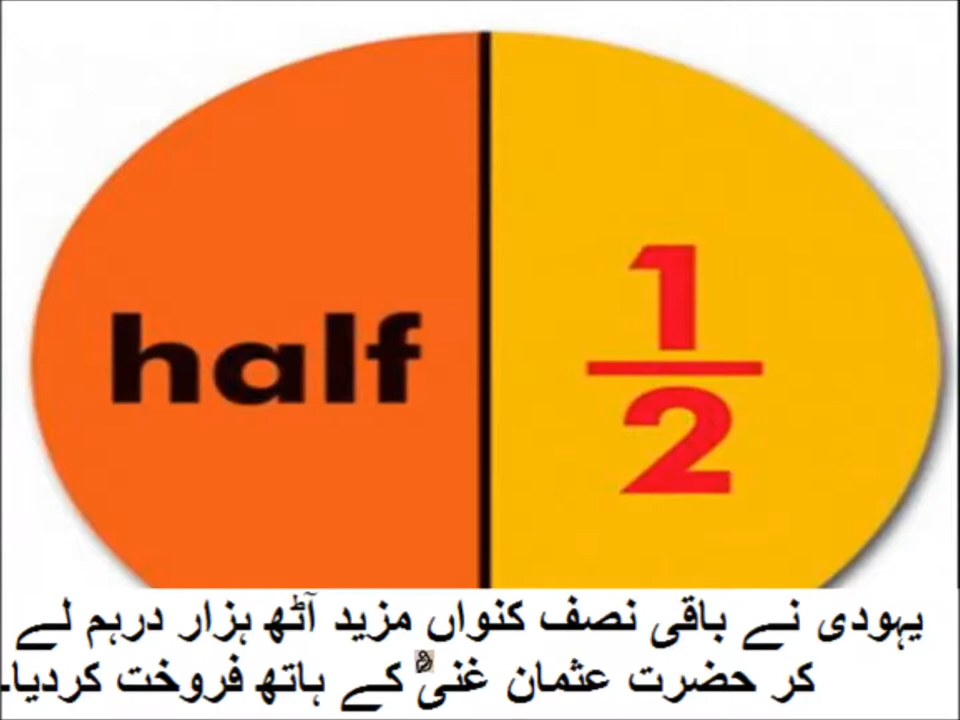 half
1
2
یہودی نے باقی نصف کنواں مزید آٹھ ہزار درہم لے
کر حضرت عثمان غنیؓ کے ہاتھ فروخت کردیا۔